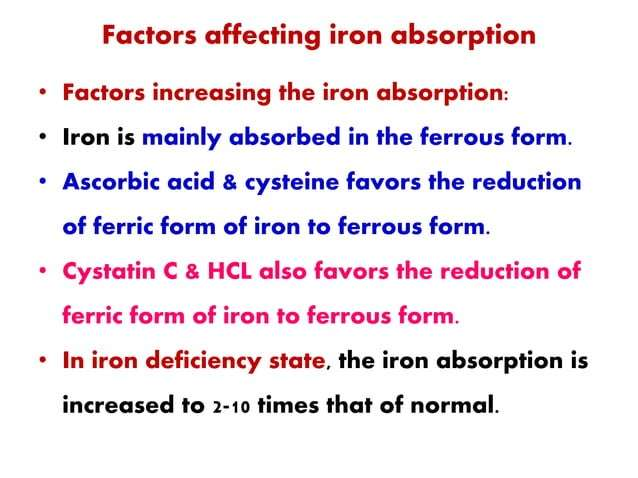 Factors affecting iron absorption
• Factors increasing the iron absorption:
• Iron is mainly absorbed in the ferrous form.
• Ascorbic acid & cysteine favors the reduction
of ferric form of iron to ferrous form.
• Cystatin C & HCL also favors the reduction of
ferric form of iron to ferrous form.
• In iron deficiency state, the iron absorption is
increased to 2-10 times that of normal.